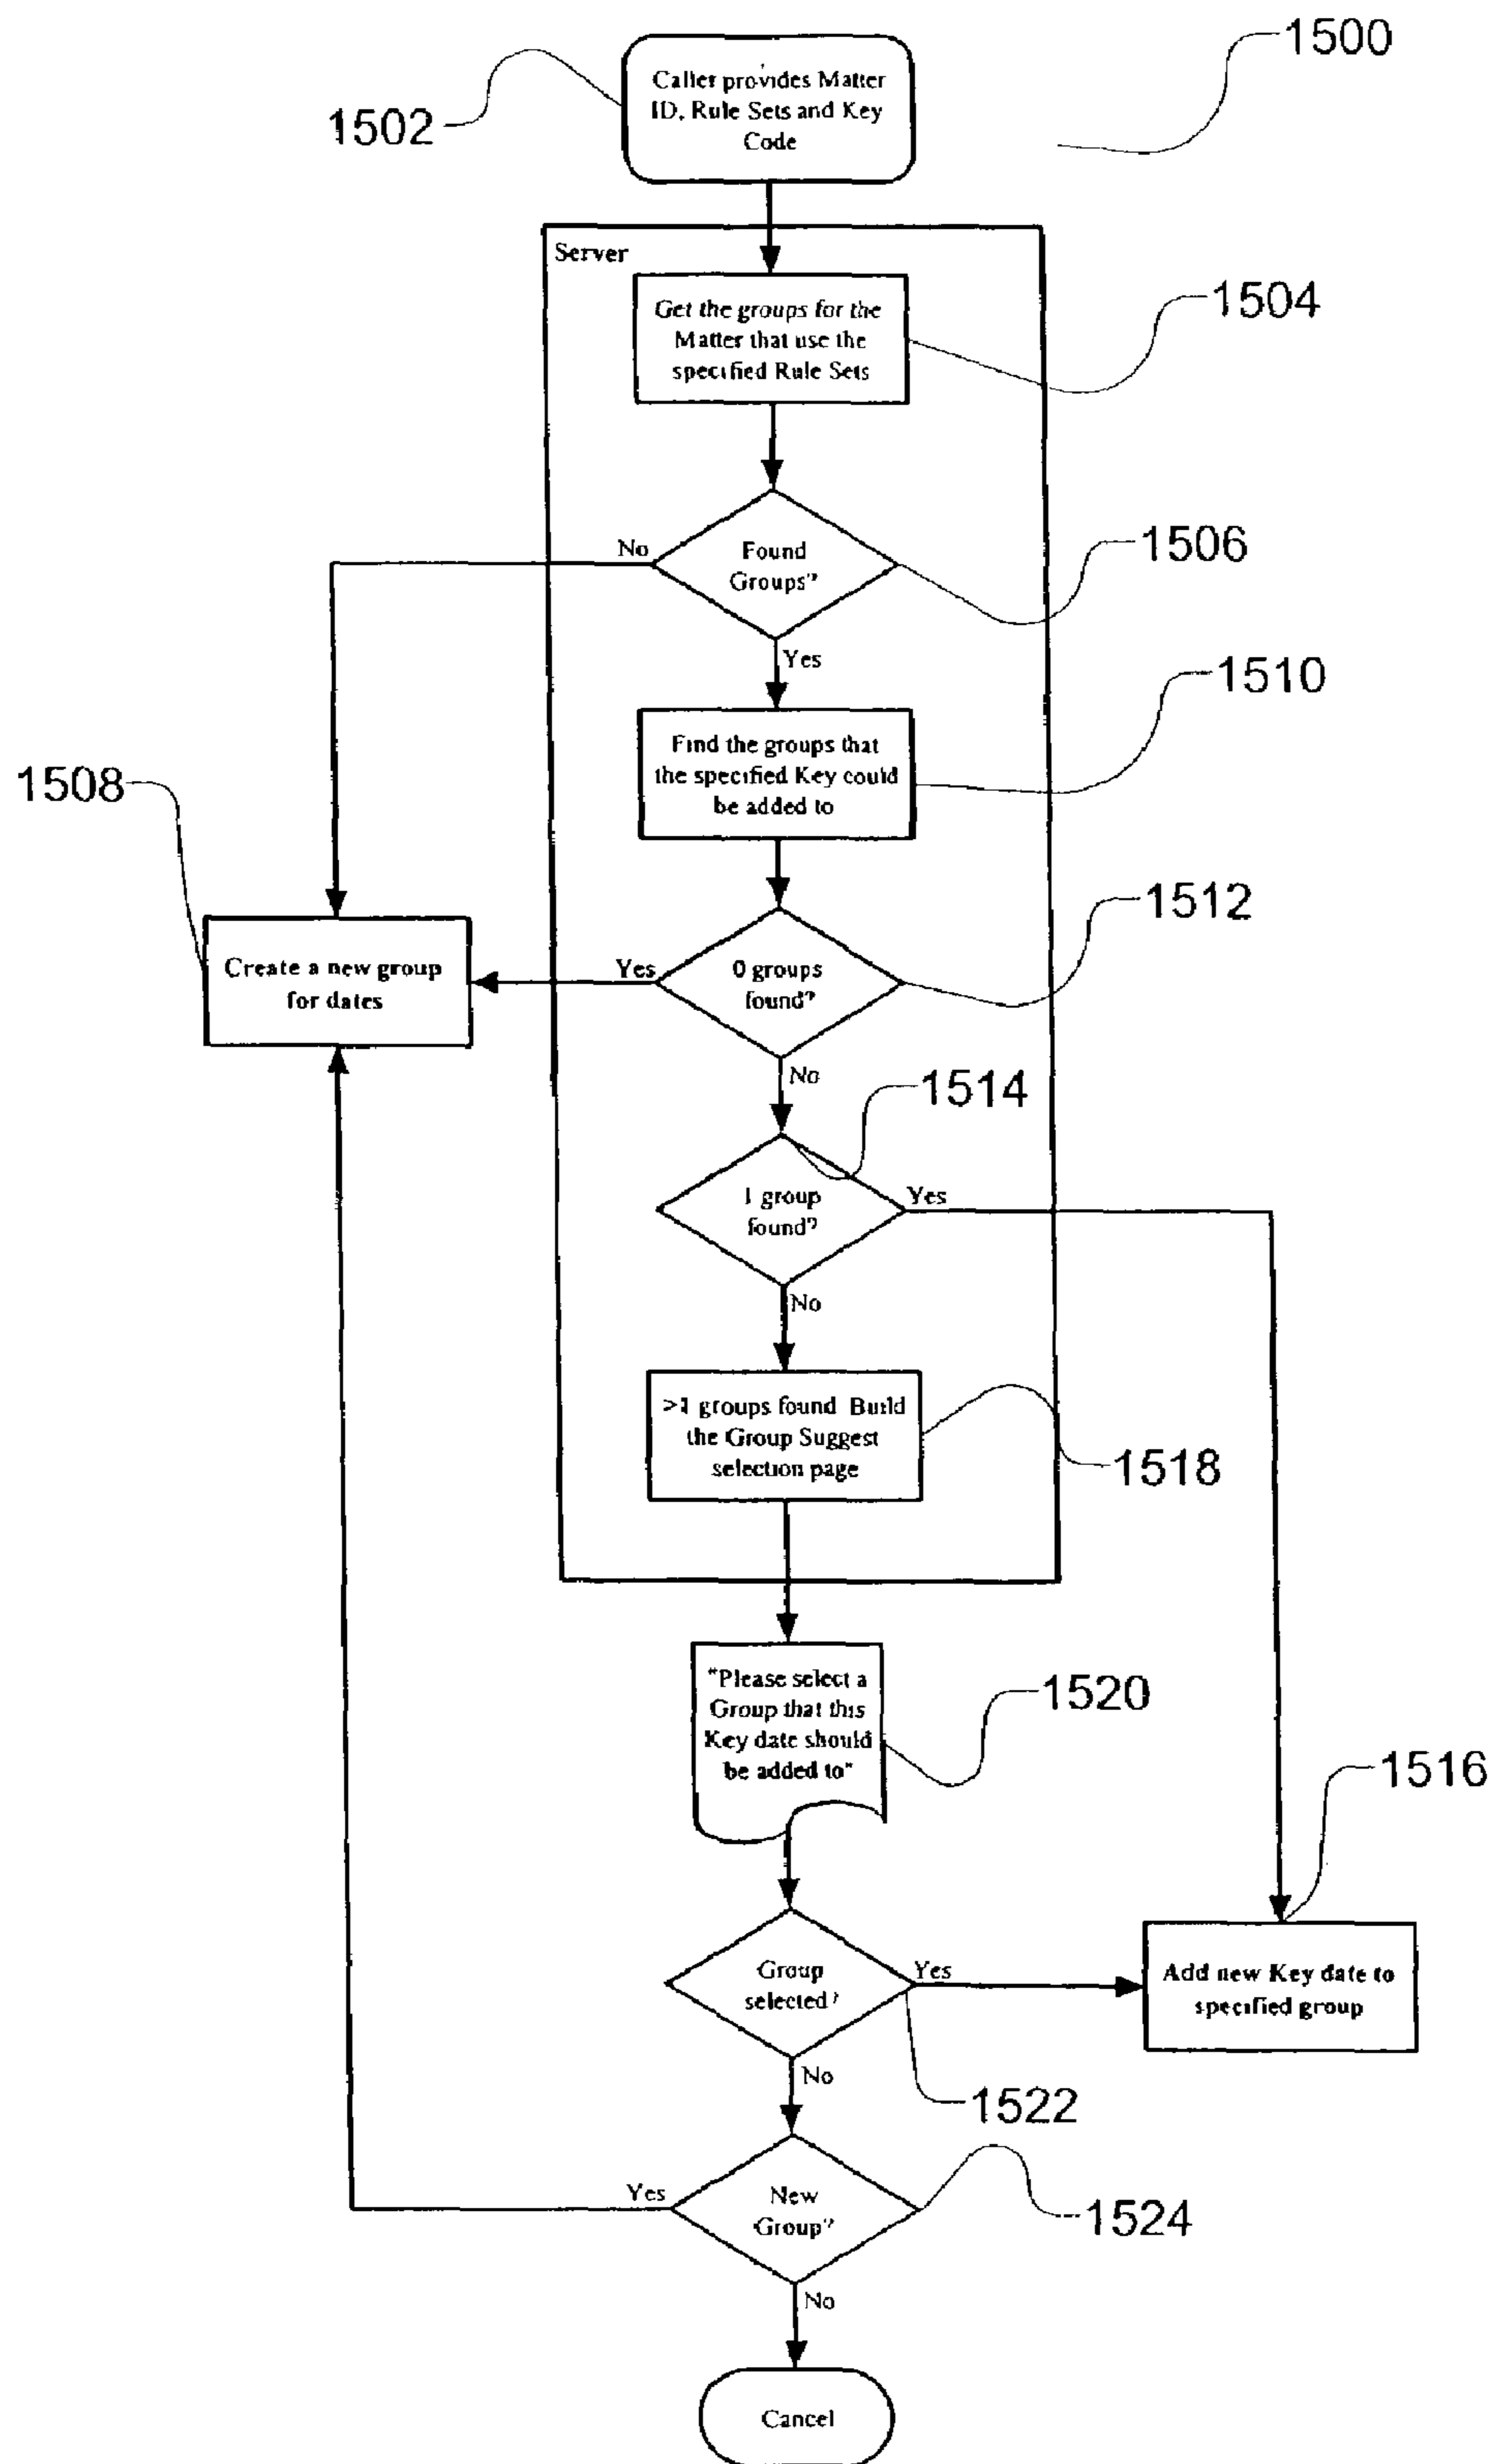 1500
Caller provides Matter
ID, Rule Sets and Key
Code
1502
Server
Get the groups for the
Matter that use the
specified Rule Sets
1504
Found
Groups?
No
1506
Yes
1510
Find the groups that
the specified Key could
be added to
1508
1512
Create a new group
for dates
Yes
0 groups
found?
No
1514
1 group
found?
Yes
No
>1 groups found Build
the Group Suggest
selection page
1518
"Please select a
Group that this
Key date should
be added to"
1520
1516
Group
selected?
Yes
Add new Key date to
specified group
No
1522
Yes
New
Group?
1524
No
Cancel